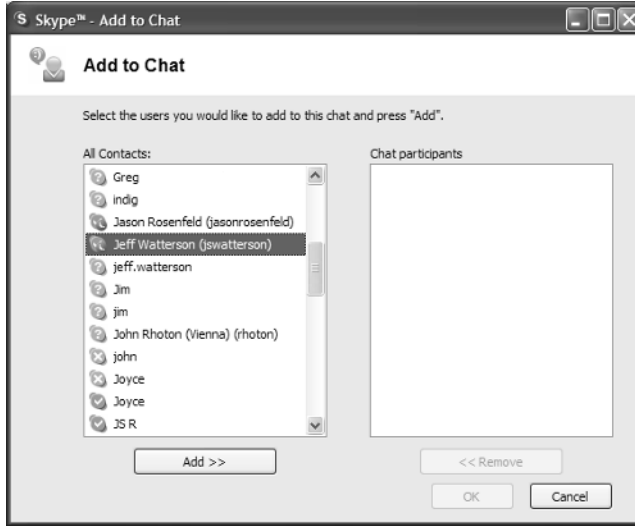 Skype™ - Add to Chat
Add to Chat
Select the users you would like to add to this chat and press "Add".
All Contacts:
Greg
indig
Jason Rosenfeld (jasonrosenfeld)
Jeff Watterson (jswatterson)
jeff.watterson
Jim
jim
John Rhoton (Vienna) (rhoton)
john
Joyce
Joyce
JS R
Add >>
Chat participants
<< Remove
OK
Cancel